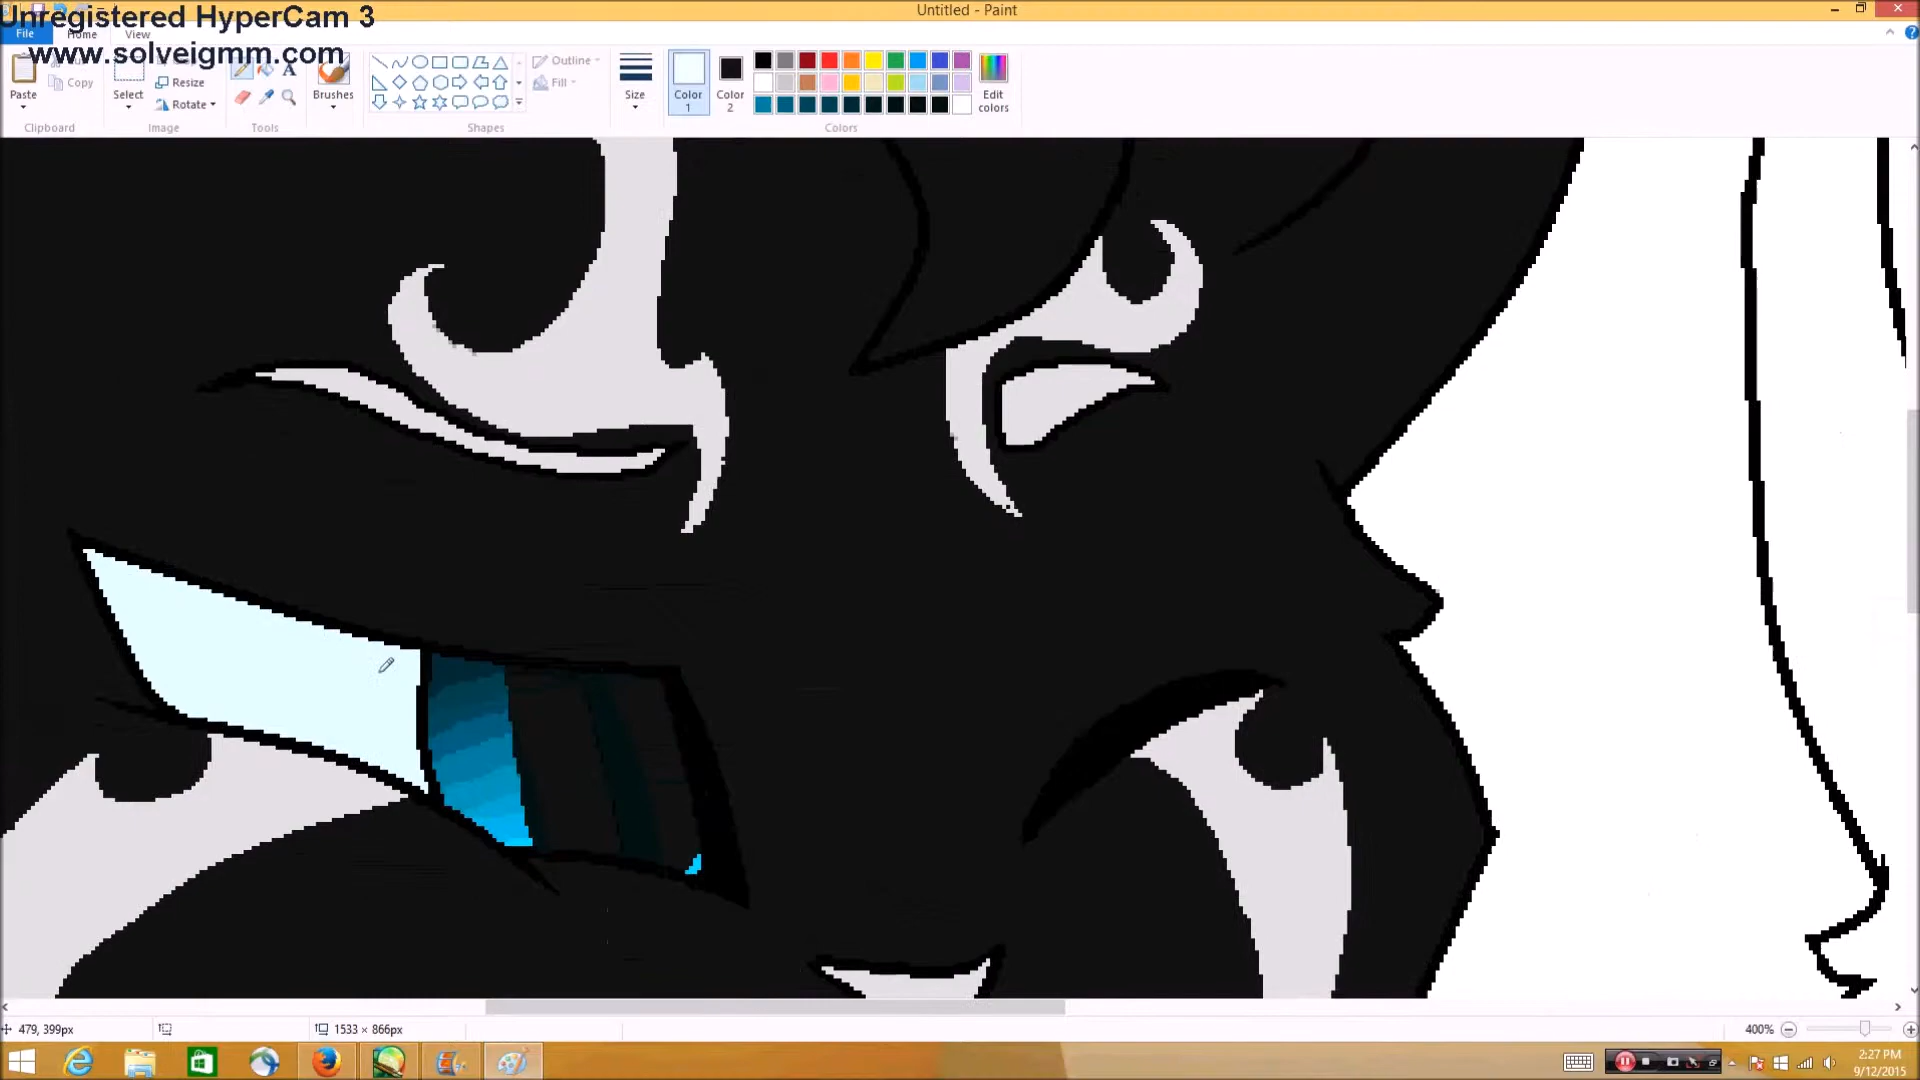 Unregistered HyperCam 3
www.solveigmm.com
Untitled - Paint
File
Home
View
Paste
Copy
Clipboard
Select
Resize
Rotate
Image
A
Tools
Brushes
Outline
Fill
Shapes
Size
Color 1
Color 2
Edit colors
Colors
479, 399px
1533 × 866px
400%
2:27 PM
9/12/2015